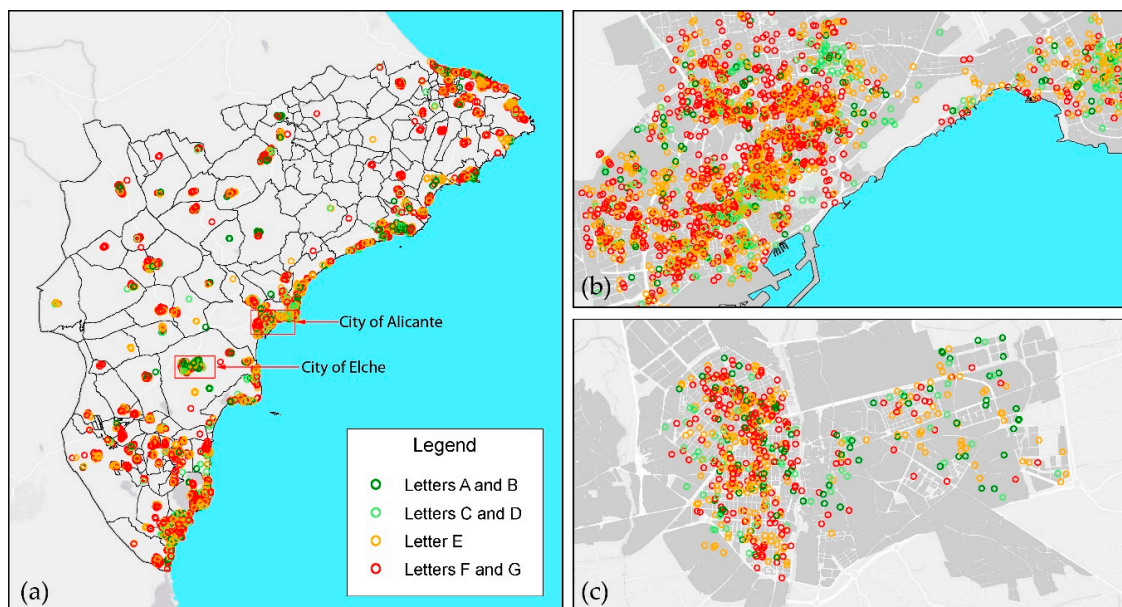 City of Alicante
City of Elche
Legend
Letters A and B
Letters C and D
Letter E
Letters F and G
(a)
(b)
(c)